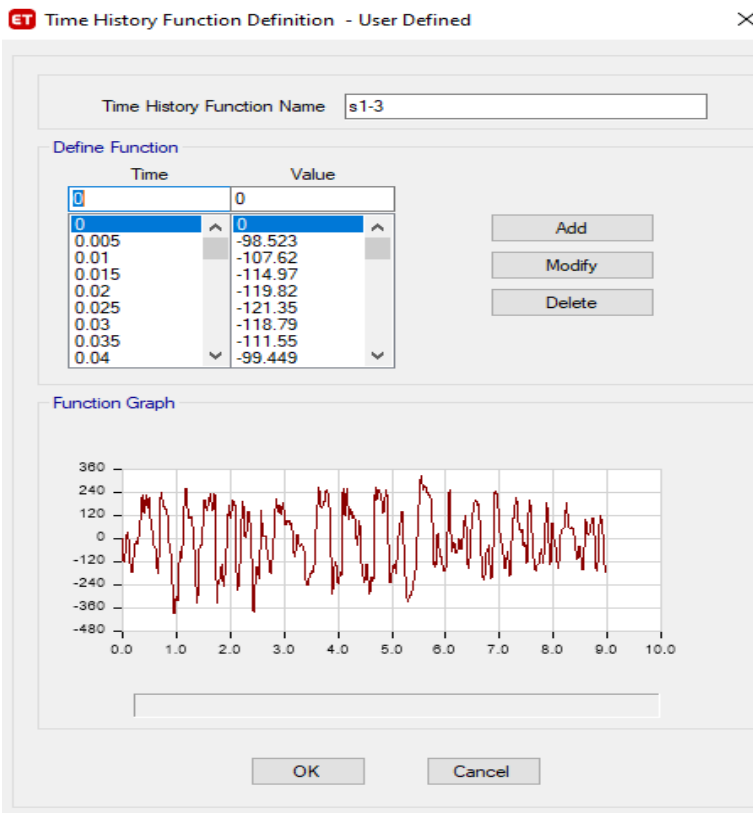 ET Time History Function Definition - User Defined
Time History Function Name s1-3
Define Function
Time Value
0 0
0 0
0.005 -98.523
0.01 -107.62
0.015 -114.97
0.02 -119.82
0.025 -121.35
0.03 -118.79
0.035 -111.55
0.04 -99.449
Add
Modify
Delete
Function Graph
360
240
120
0
-120
-240
-360
-480
0.0 1.0 2.0 3.0 4.0 5.0 6.0 7.0 8.0 9.0 10.0
OK Cancel